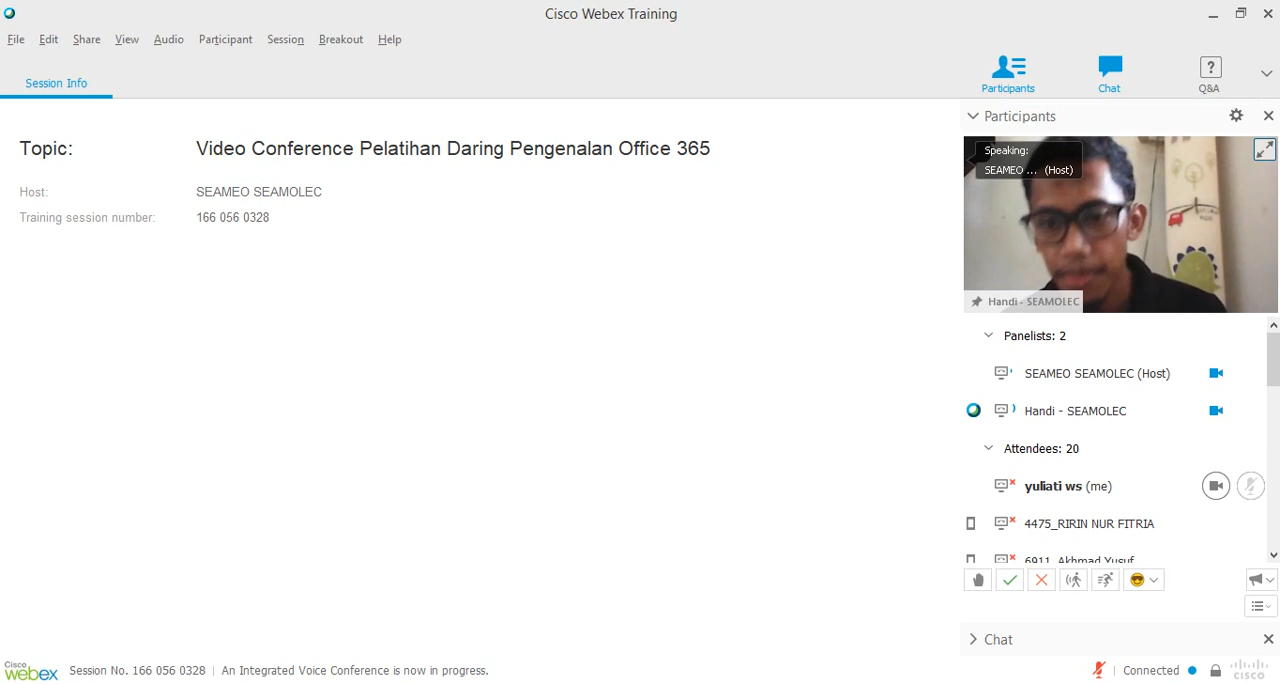 Cisco Webex Training
File Edit Share View Audio Participant Session Breakout Help
Session Info
Participants Chat Q&A
Topic: Video Conference Pelatihan Daring Pengenalan Office 365
Host: SEAMEO SEAMOLEC
Training session number: 166 056 0328
Participants
Speaking:
SEAMEO ... (Host)
Handi - SEAMOLEC
Panelists: 2
SEAMEO SEAMOLEC (Host)
Handi - SEAMOLEC
Attendees: 20
yuliati ws (me)
4475_RIRIN NUR FITRIA
6911_Akhmad Yusuf
Chat
Cisco webex Session No. 166 056 0328 | An Integrated Voice Conference is now in progress.
Connected
CISCO